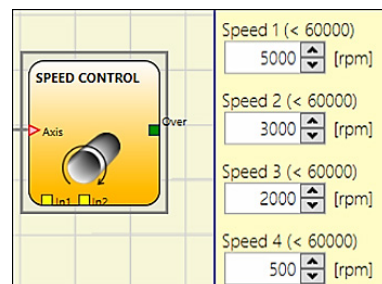 SPEED CONTROL
Axis
Over
In1 In2
Speed 1 (< 60000)
5000 [rpm]
Speed 2 (< 60000)
3000 [rpm]
Speed 3 (< 60000)
2000 [rpm]
Speed 4 (< 60000)
500 [rpm]